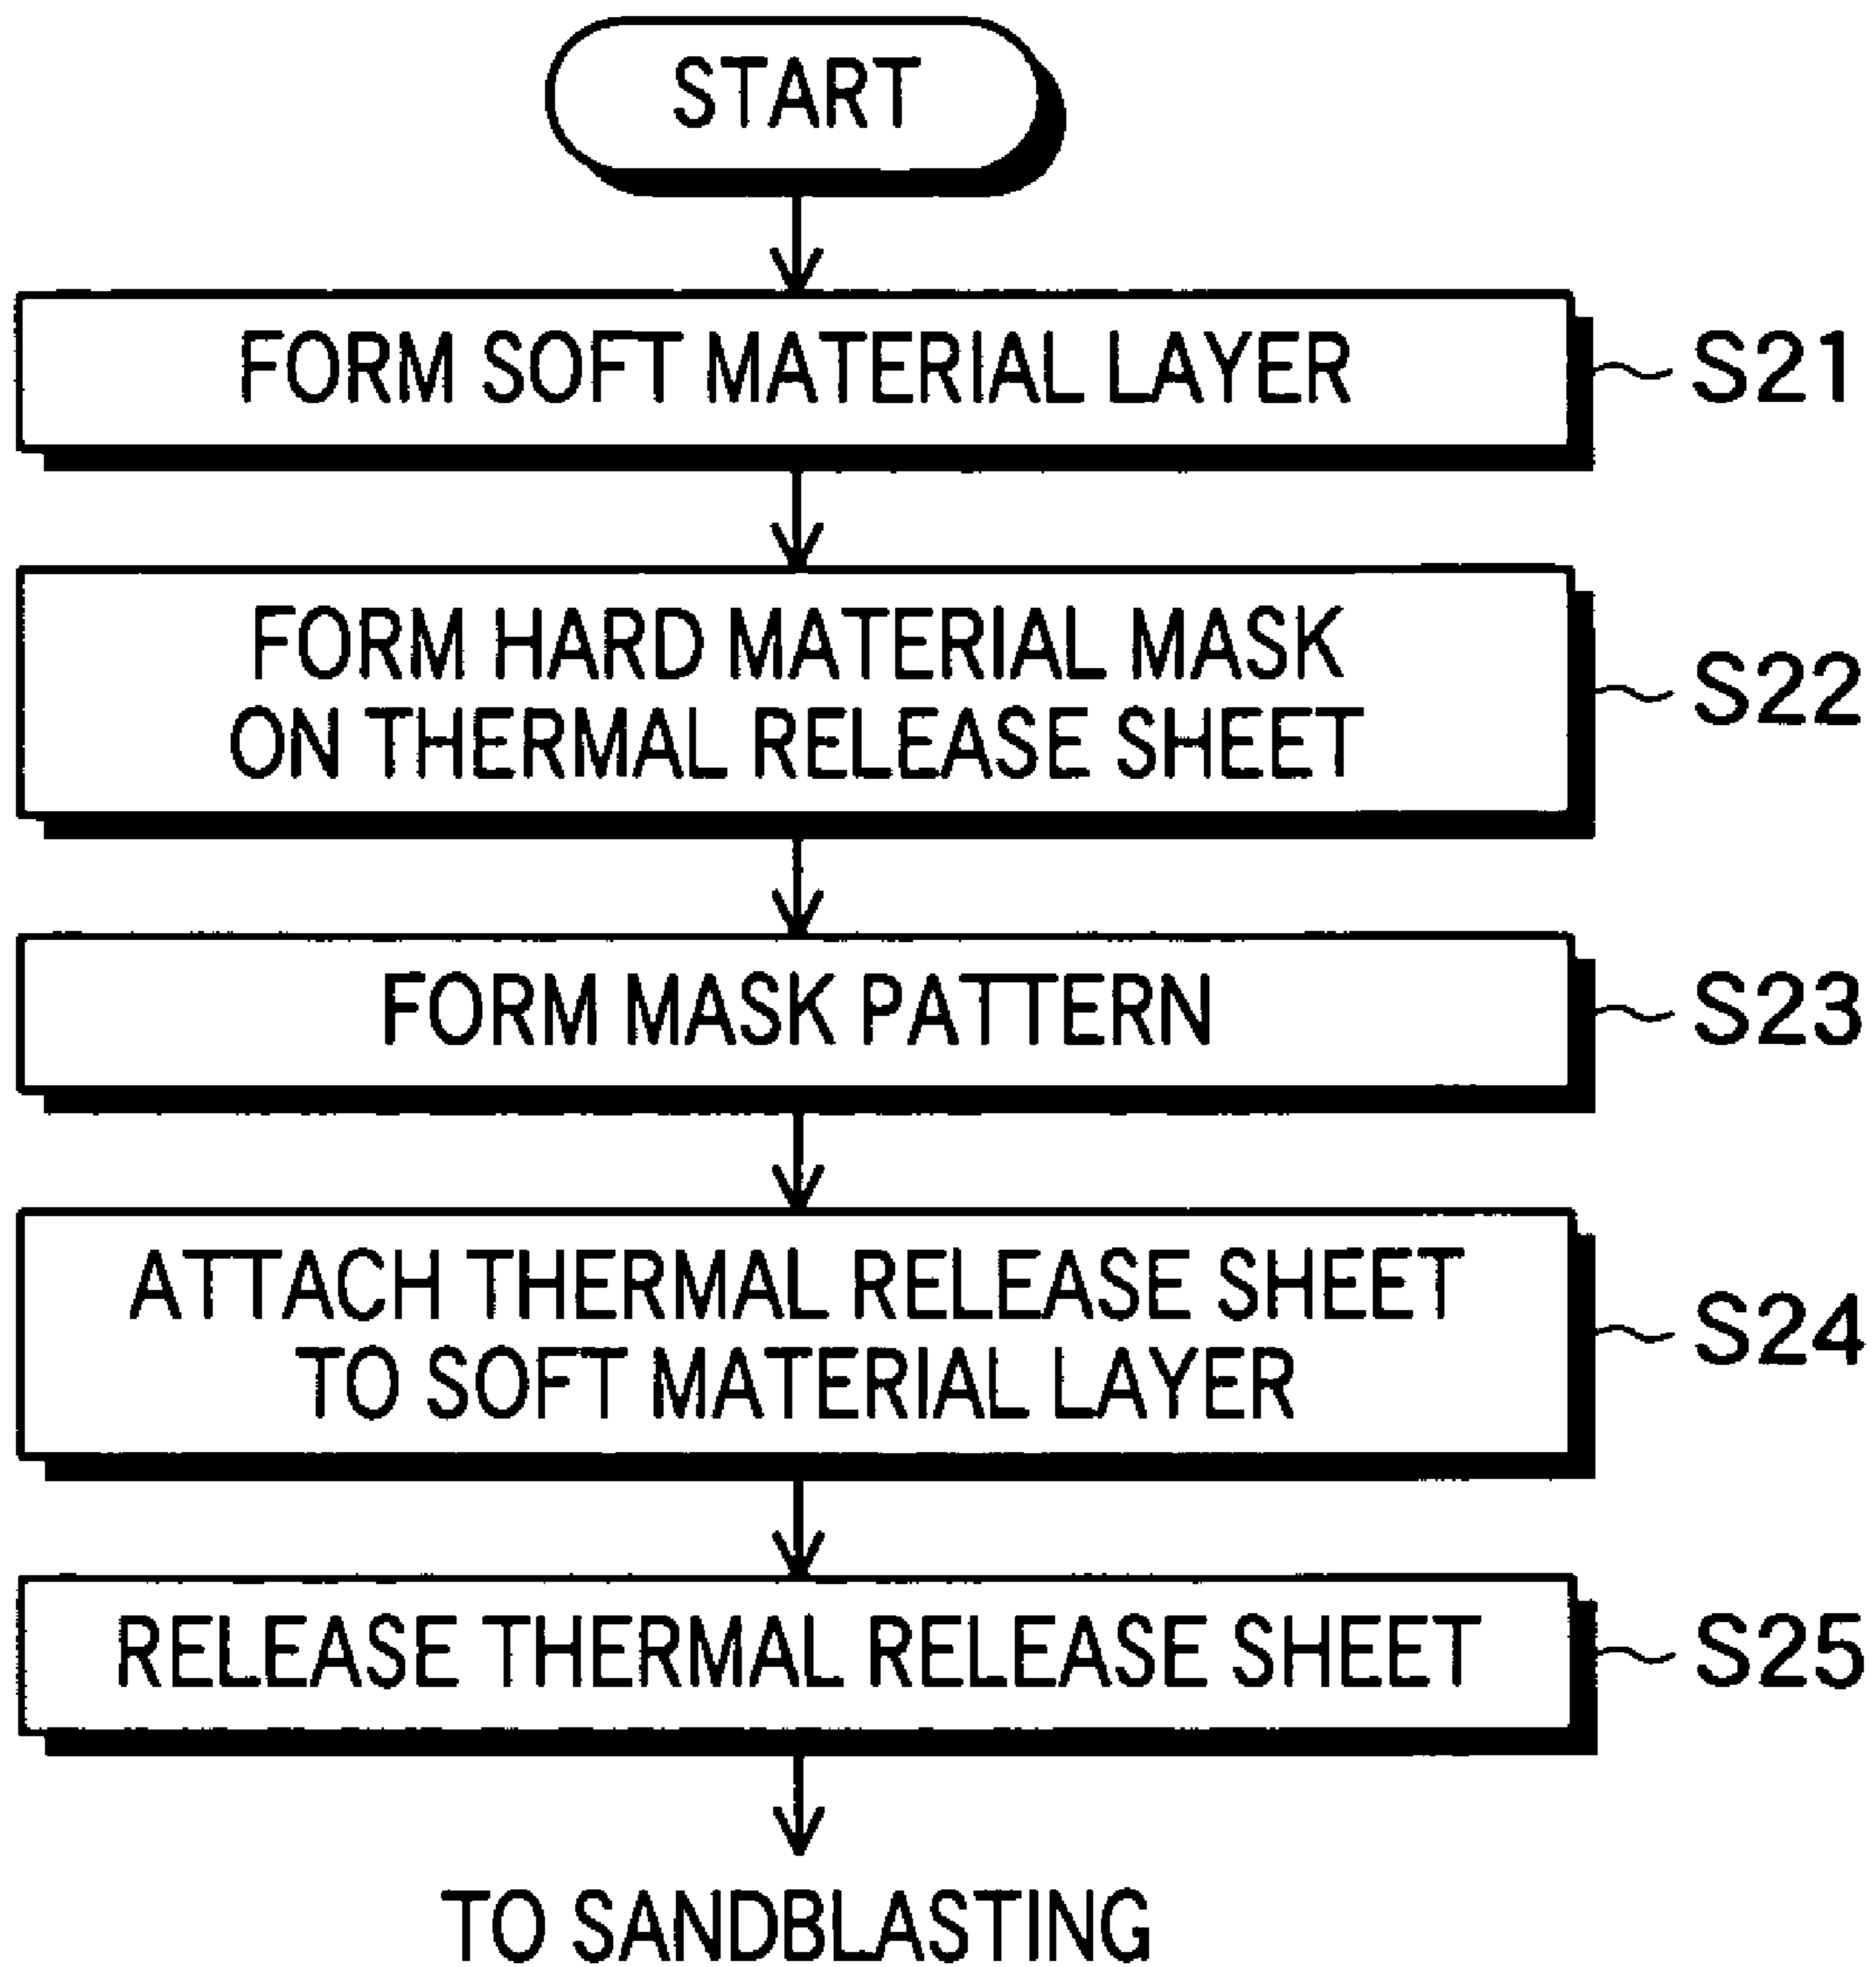 START
FORM SOFT MATERIAL LAYER
S21
FORM HARD MATERIAL MASK
ON THERMAL RELEASE SHEET
S22
FORM MASK PATTERN
S23
ATTACH THERMAL RELEASE SHEET
TO SOFT MATERIAL LAYER
S24
RELEASE THERMAL RELEASE SHEET
S25
TO SANDBLASTING